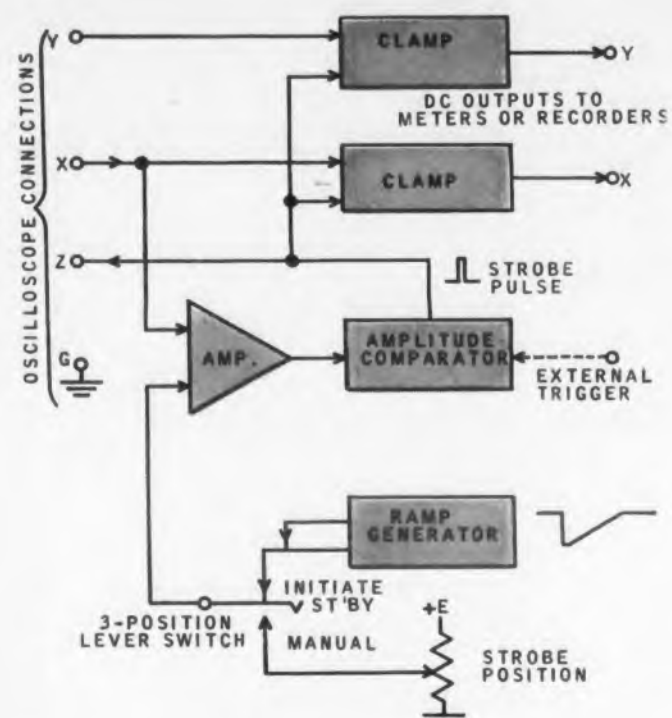 OSCILLOSCOPE CONNECTIONS
Y
CLAMP
Y
DC OUTPUTS TO
METERS OR RECORDERS
X
CLAMP
X
Z
STROBE
PULSE
G
AMP.
AMPLITUDE
COMPARATOR
EXTERNAL
TRIGGER
RAMP
GENERATOR
INITIATE
ST'BY
3-POSITION
LEVER SWITCH
MANUAL
+E
STROBE
POSITION